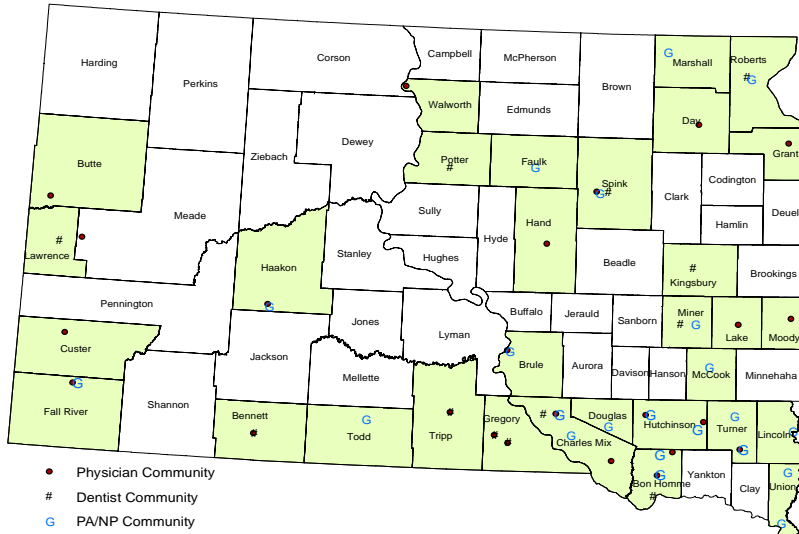 Harding
Perkins
Corson
Campbell
McPherson
Brown
Marshall
G
Roberts
#
G
Walworth
Edmunds
Day
Grant
Butte
Ziebach
Dewey
Potter
#
Faulk
G
Spink
G #
Clark
Codington
Hamlin
Deuel
Meade
Sully
Hyde
Hand
Lawrence
#
Haakon
G
Stanley
Hughes
Beadle
Kingsbury
#
Brookings
Pennington
Jones
Lyman
Buffalo
Jerauld
Sanborn
Miner
# G
Lake
Moody
Custer
Jackson
Mellette
G
Brule
Aurora
Davison
Hanson
McCook
G
Minnehaha
Fall River
G
Shannon
Bennett
#
Todd
G
Tripp
#
Gregory
#
#
# G
Charles Mix
G
Douglas
G
Hutchinson
G
G
Turner
G
G
Lincoln
G
Bon Homme
G
G
#
Yankton
Clay
Union
G
G
Physician Community
# Dentist Community
G PA/NP Community